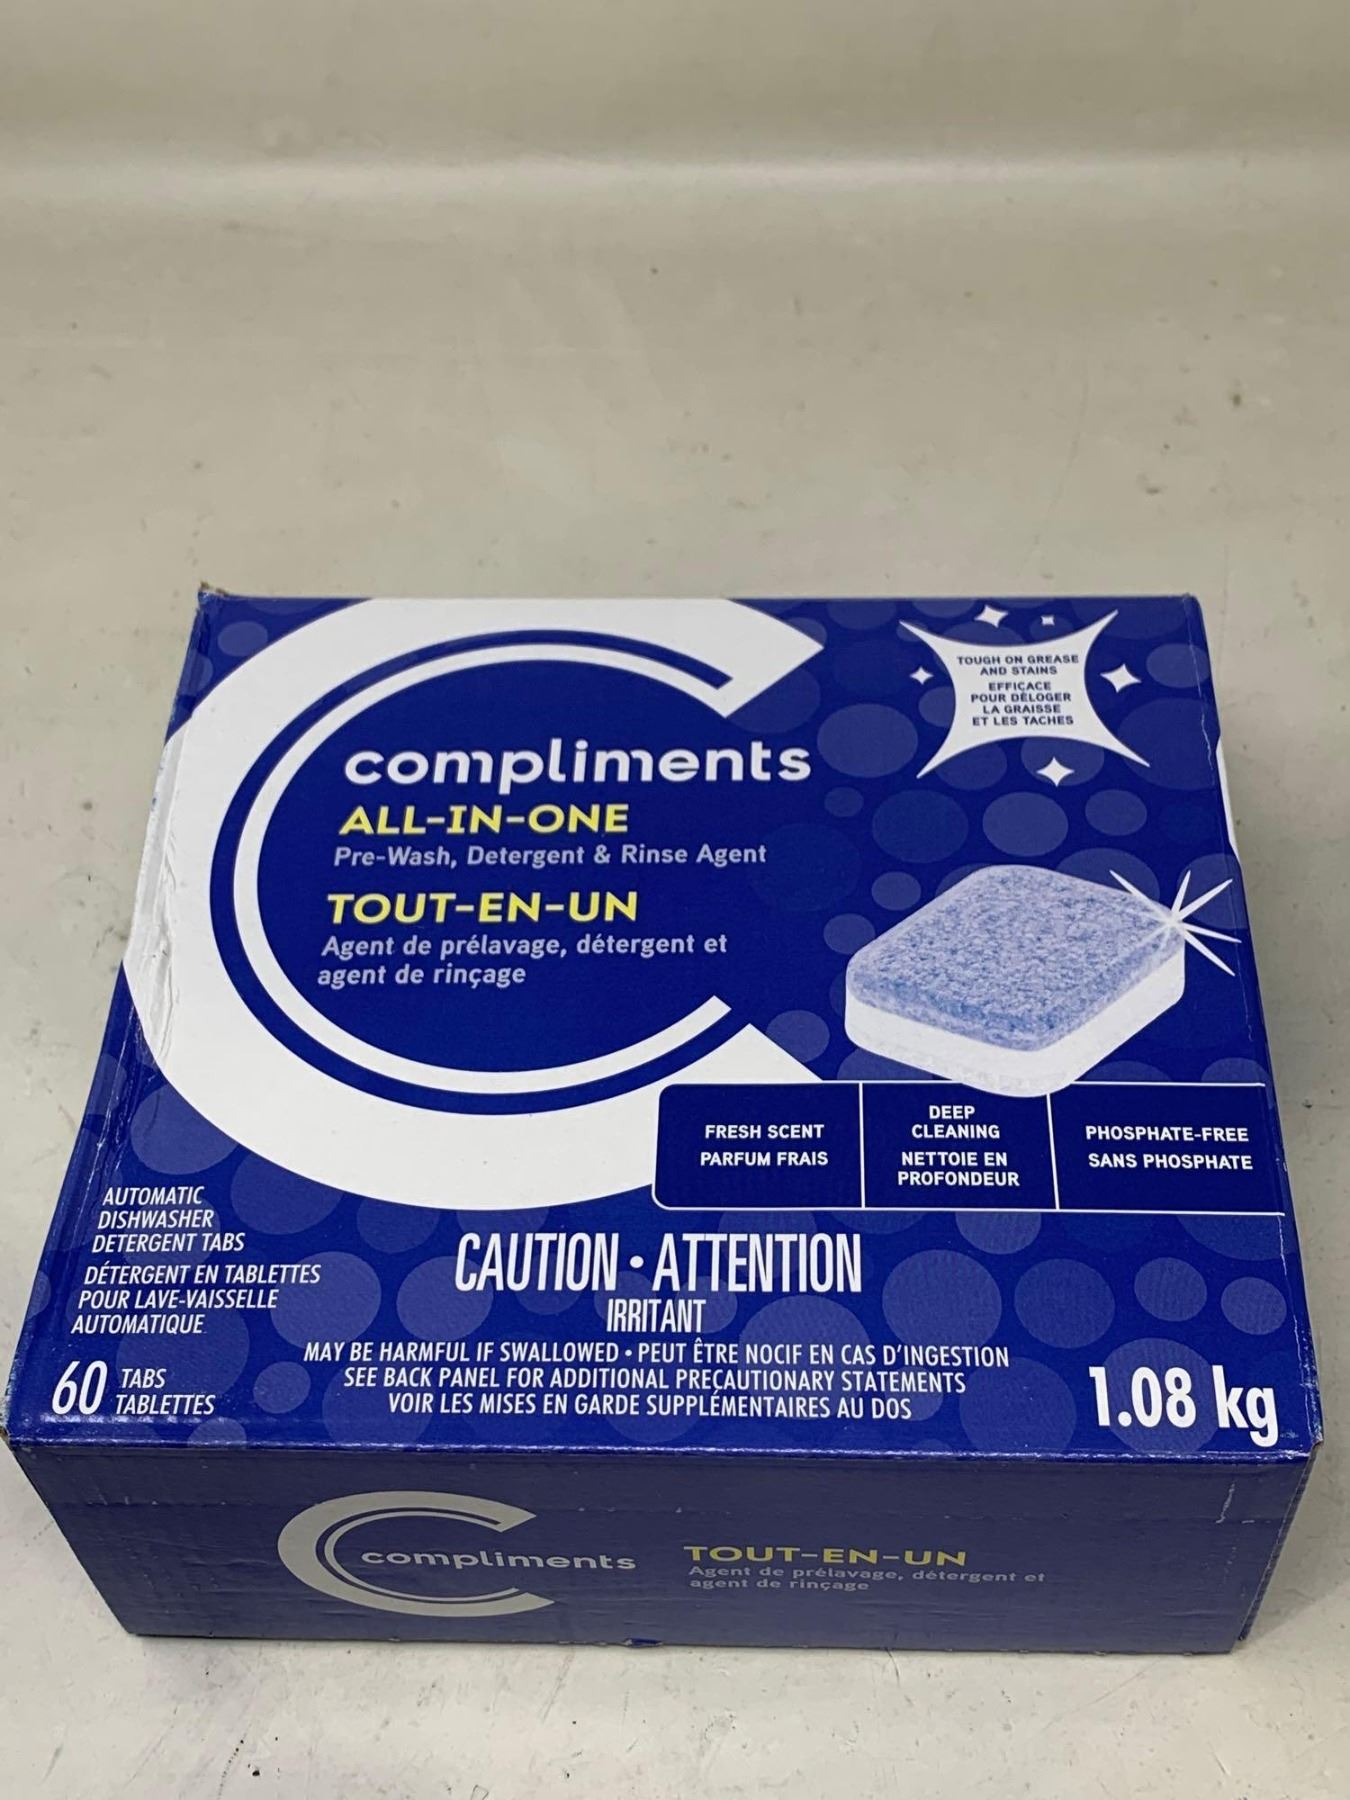 TOUGH ON GREASE
AND STAINS
EFFICACE
POUR DÉLOGER
LA GRAISSE
ET LES TACHES
compliments
ALL-IN-ONE
Pre-Wash, Detergent & Rinse Agent
TOUT-EN-UN
Agent de prélavage, détergent et
agent de rinçage
FRESH SCENT
PARFUM FRAIS
DEEP
CLEANING
NETTOIE EN
PROFONDEUR
PHOSPHATE-FREE
SANS PHOSPHATE
AUTOMATIC
DISHWASHER
DETERGENT TABS
DÉTERGENT EN TABLETTES
POUR LAVE-VAISSELLE
AUTOMATIQUE
60 TABS
TABLETTES
CAUTION • ATTENTION
IRRITANT
MAY BE HARMFUL IF SWALLOWED • PEUT ÊTRE NOCIF EN CAS D'INGESTION
SEE BACK PANEL FOR ADDITIONAL PRECAUTIONARY STATEMENTS
VOIR LES MISES EN GARDE SUPPLÉMENTAIRES AU DOS
1.08 kg
compliments
TOUT-EN-UN
Agent de prélavage, détergent et
agent de rinçage